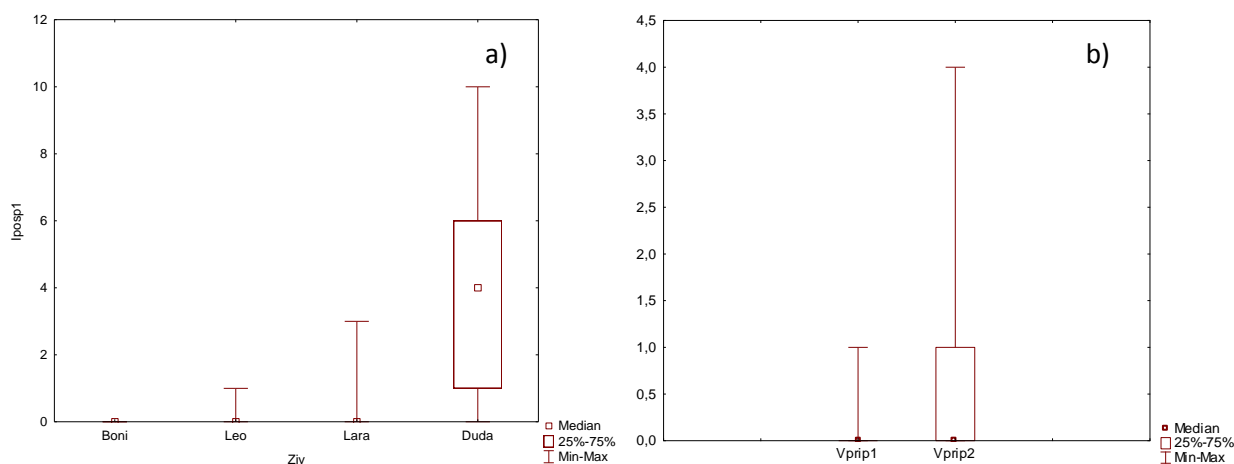 a)
12
10
8
6
4
2
0
Iposp1
Boni Leo Lara Duda
Ziv
Median
25%-75%
Min-Max
b)
4,5
4,0
3,5
3,0
2,5
2,0
1,5
1,0
0,5
0,0
Vprip1 Vprip2
Median
25%-75%
Min-Max